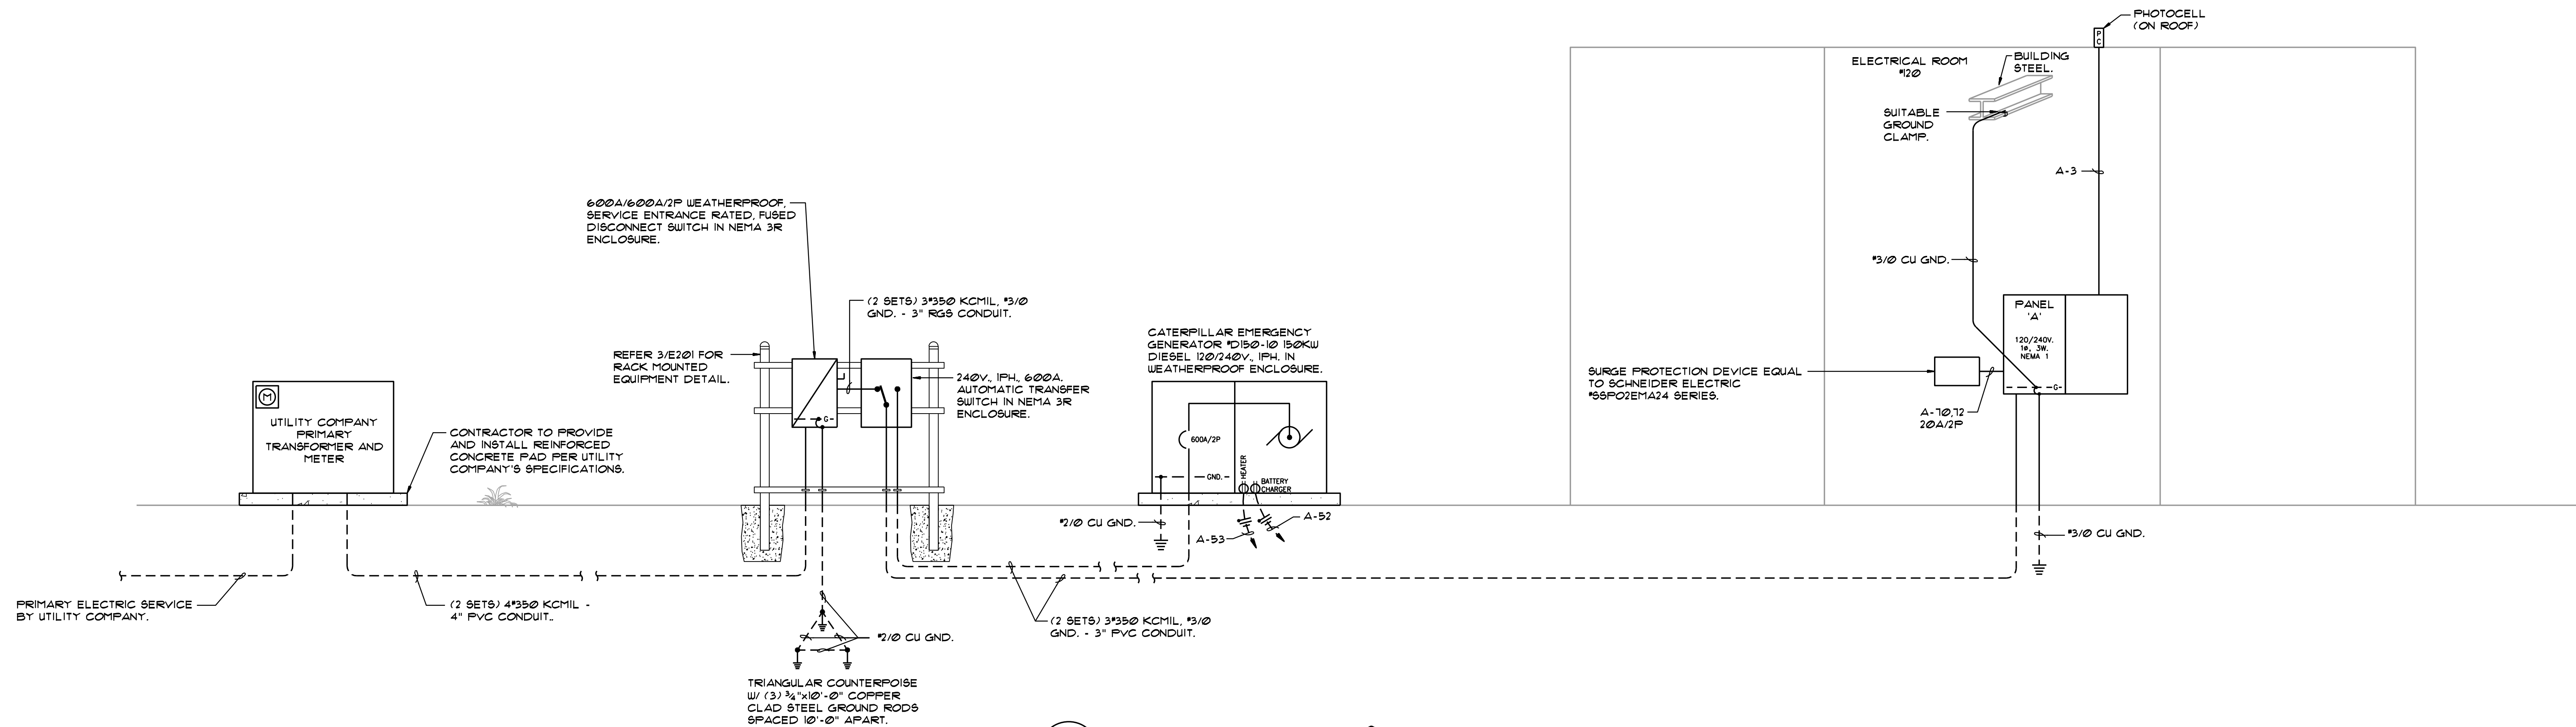 PHOTOCELL
(ON ROOF)
P
C
ELECTRICAL ROOM
#120
BUILDING
STEEL.
SUITABLE
GROUND
CLAMP.
A-3
#3/0 CU GND.
600A/600A/2P WEATHERPROOF,
SERVICE ENTRANCE RATED, FUSED
DISCONNECT SWITCH IN NEMA 3R
ENCLOSURE.
(2 SETS) 3#350 KCMIL, #3/0
GND. - 3" RGS CONDUIT.
REFER 3/E201 FOR
RACK MOUNTED
EQUIPMENT DETAIL.
240V., 1PH., 600A.
AUTOMATIC TRANSFER
SWITCH IN NEMA 3R
ENCLOSURE.
G
CATERPILLAR EMERGENCY
GENERATOR #D150-10 150KW
DIESEL 120/240V., 1PH. IN
WEATHERPROOF ENCLOSURE.
600A/2P
GND.
HEATER
BATTERY
CHARGER
PANEL
'A'
120/240V.
1Ø, 3W.
NEMA 1
G
SURGE PROTECTION DEVICE EQUAL
TO SCHNEIDER ELECTRIC
#SSP02EMA24 SERIES.
A-70,72
20A/2P
M
UTILITY COMPANY
PRIMARY
TRANSFORMER AND
METER
CONTRACTOR TO PROVIDE
AND INSTALL REINFORCED
CONCRETE PAD PER UTILITY
COMPANY'S SPECIFICATIONS.
#2/0 CU GND.
A-53
A-52
#3/0 CU GND.
PRIMARY ELECTRIC SERVICE
BY UTILITY COMPANY.
(2 SETS) 4#350 KCMIL -
4" PVC CONDUIT..
(2 SETS) 3#350 KCMIL, #3/0
GND. - 3" PVC CONDUIT.
#2/0 CU GND.
TRIANGULAR COUNTERPOISE
W/ (3) 3/4"x10'-0" COPPER
CLAD STEEL GROUND RODS
SPACED 10'-0" APART.